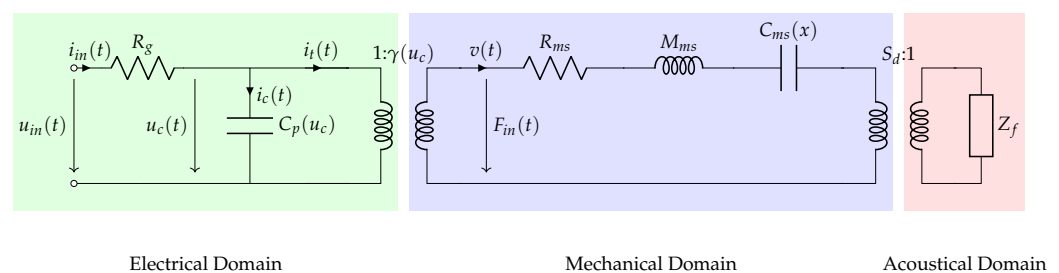 i_in(t) R_g i_t(t) 1:γ(u_c) v(t) R_ms M_ms C_ms(x) S_d:1
i_c(t)
u_in(t) u_c(t) C_p(u_c) F_in(t) Z_f
Electrical Domain Mechanical Domain Acoustical Domain